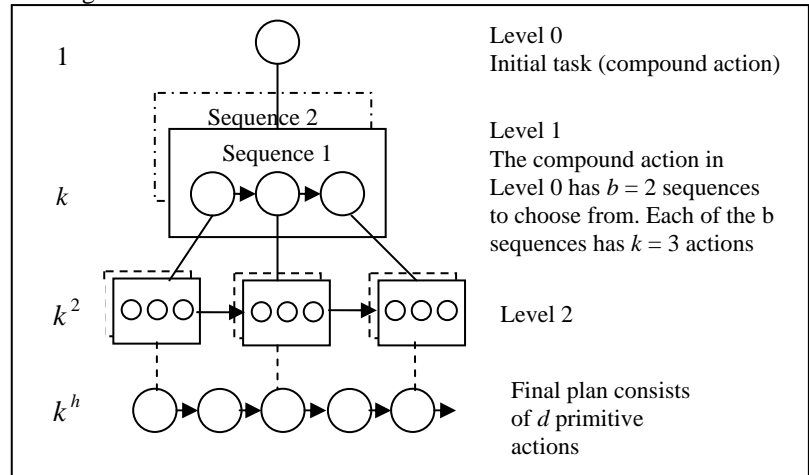 1
Level 0
Initial task (compound action)
Sequence 2
Sequence 1
k
Level 1
The compound action in
Level 0 has b = 2 sequences
to choose from. Each of the b
sequences has k = 3 actions
k^2
Level 2
k^h
Final plan consists
of d primitive
actions